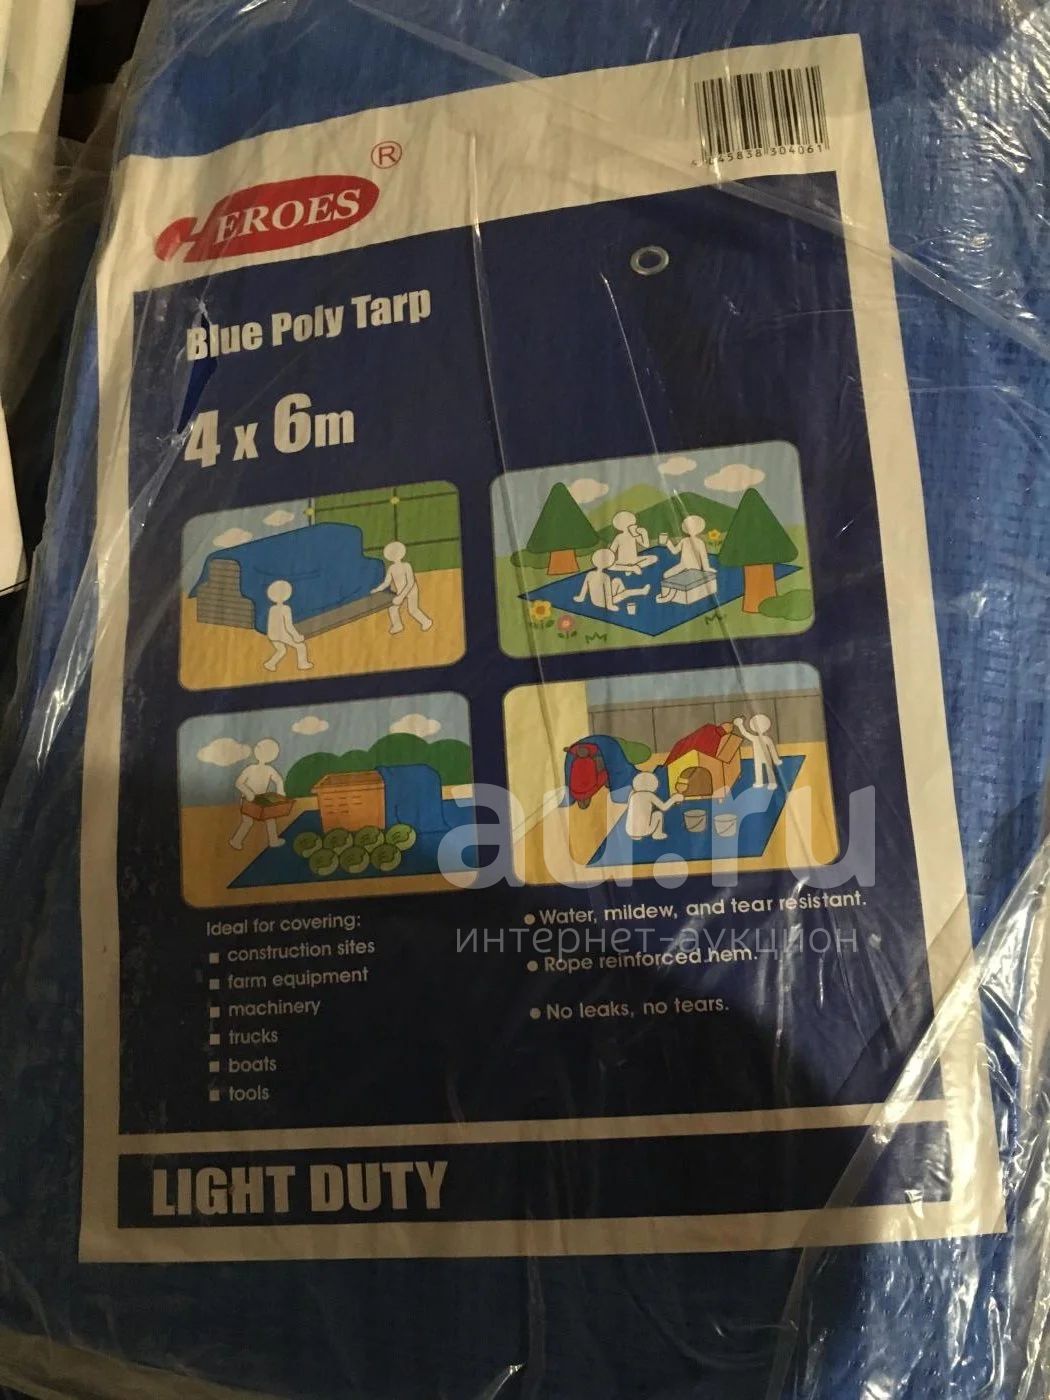 304061
®
HEROES
Blue Poly Tarp
4 x 6m
Ideal for covering:
■ construction sites
■ farm equipment
■ machinery
■ trucks
■ boats
■ tools
● Water, mildew, and tear resistant.
● Rope reinforced hem.
● No leaks, no tears.
LIGHT DUTY
au.ru
интернет-аукцион